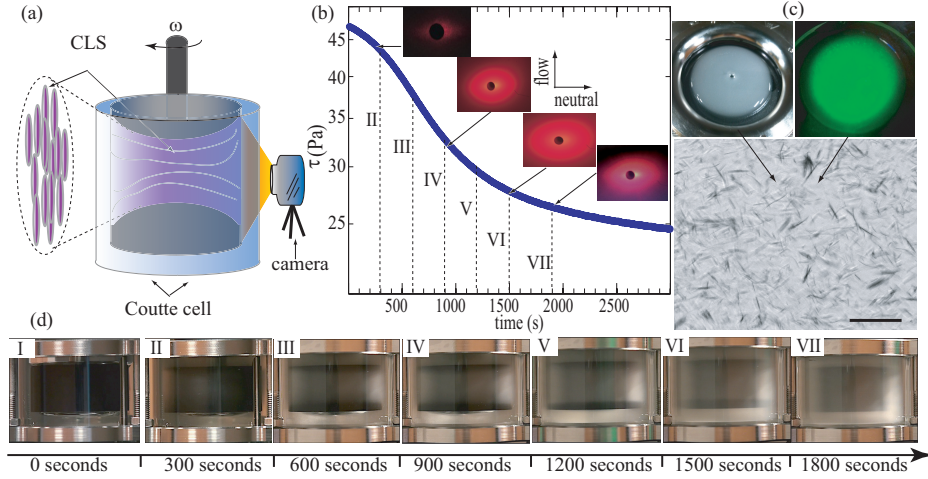 (a)
ω
CLS
camera
Coutte cell
(b)
τ (Pa)
45
40
35
30
25
II
III
IV
V
VI
VII
flow
neutral
500
1000
1500
2000
2500
time (s)
(c)
(d)
I
II
III
IV
V
VI
VII
0 seconds
300 seconds
600 seconds
900 seconds
1200 seconds
1500 seconds
1800 seconds